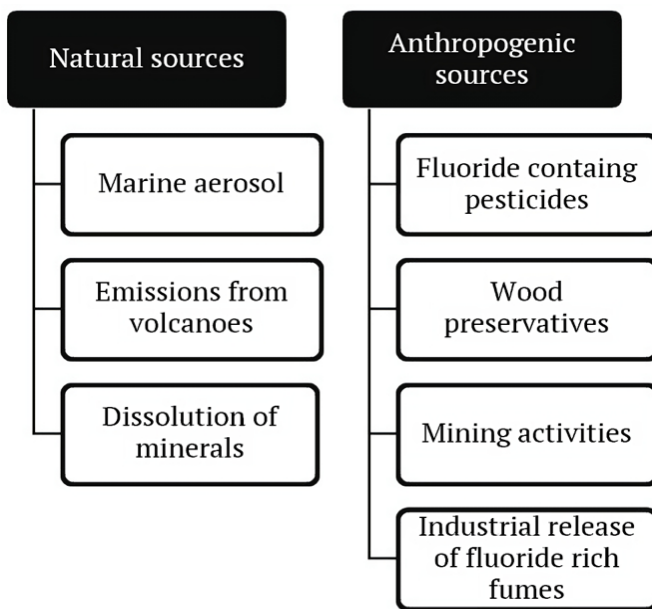 Natural sources
Marine aerosol
Emissions from
volcanoes
Dissolution of
minerals
Anthropogenic
sources
Fluoride containg
pesticides
Wood
preservatives
Mining activities
Industrial release
of fluoride rich
fumes